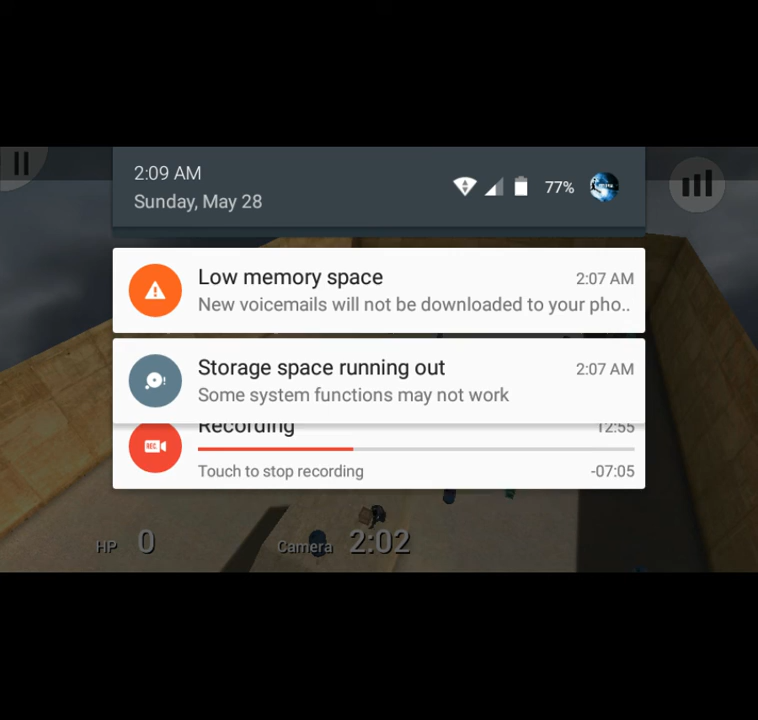 2:09 AM
77%
Sunday, May 28
Low memory space 2:07 AM
New voicemails will not be downloaded to your pho..
Storage space running out 2:07 AM
Some system functions may not work
Recording 12:55
REC
Touch to stop recording -07:05
HP 0 Camera 2:02